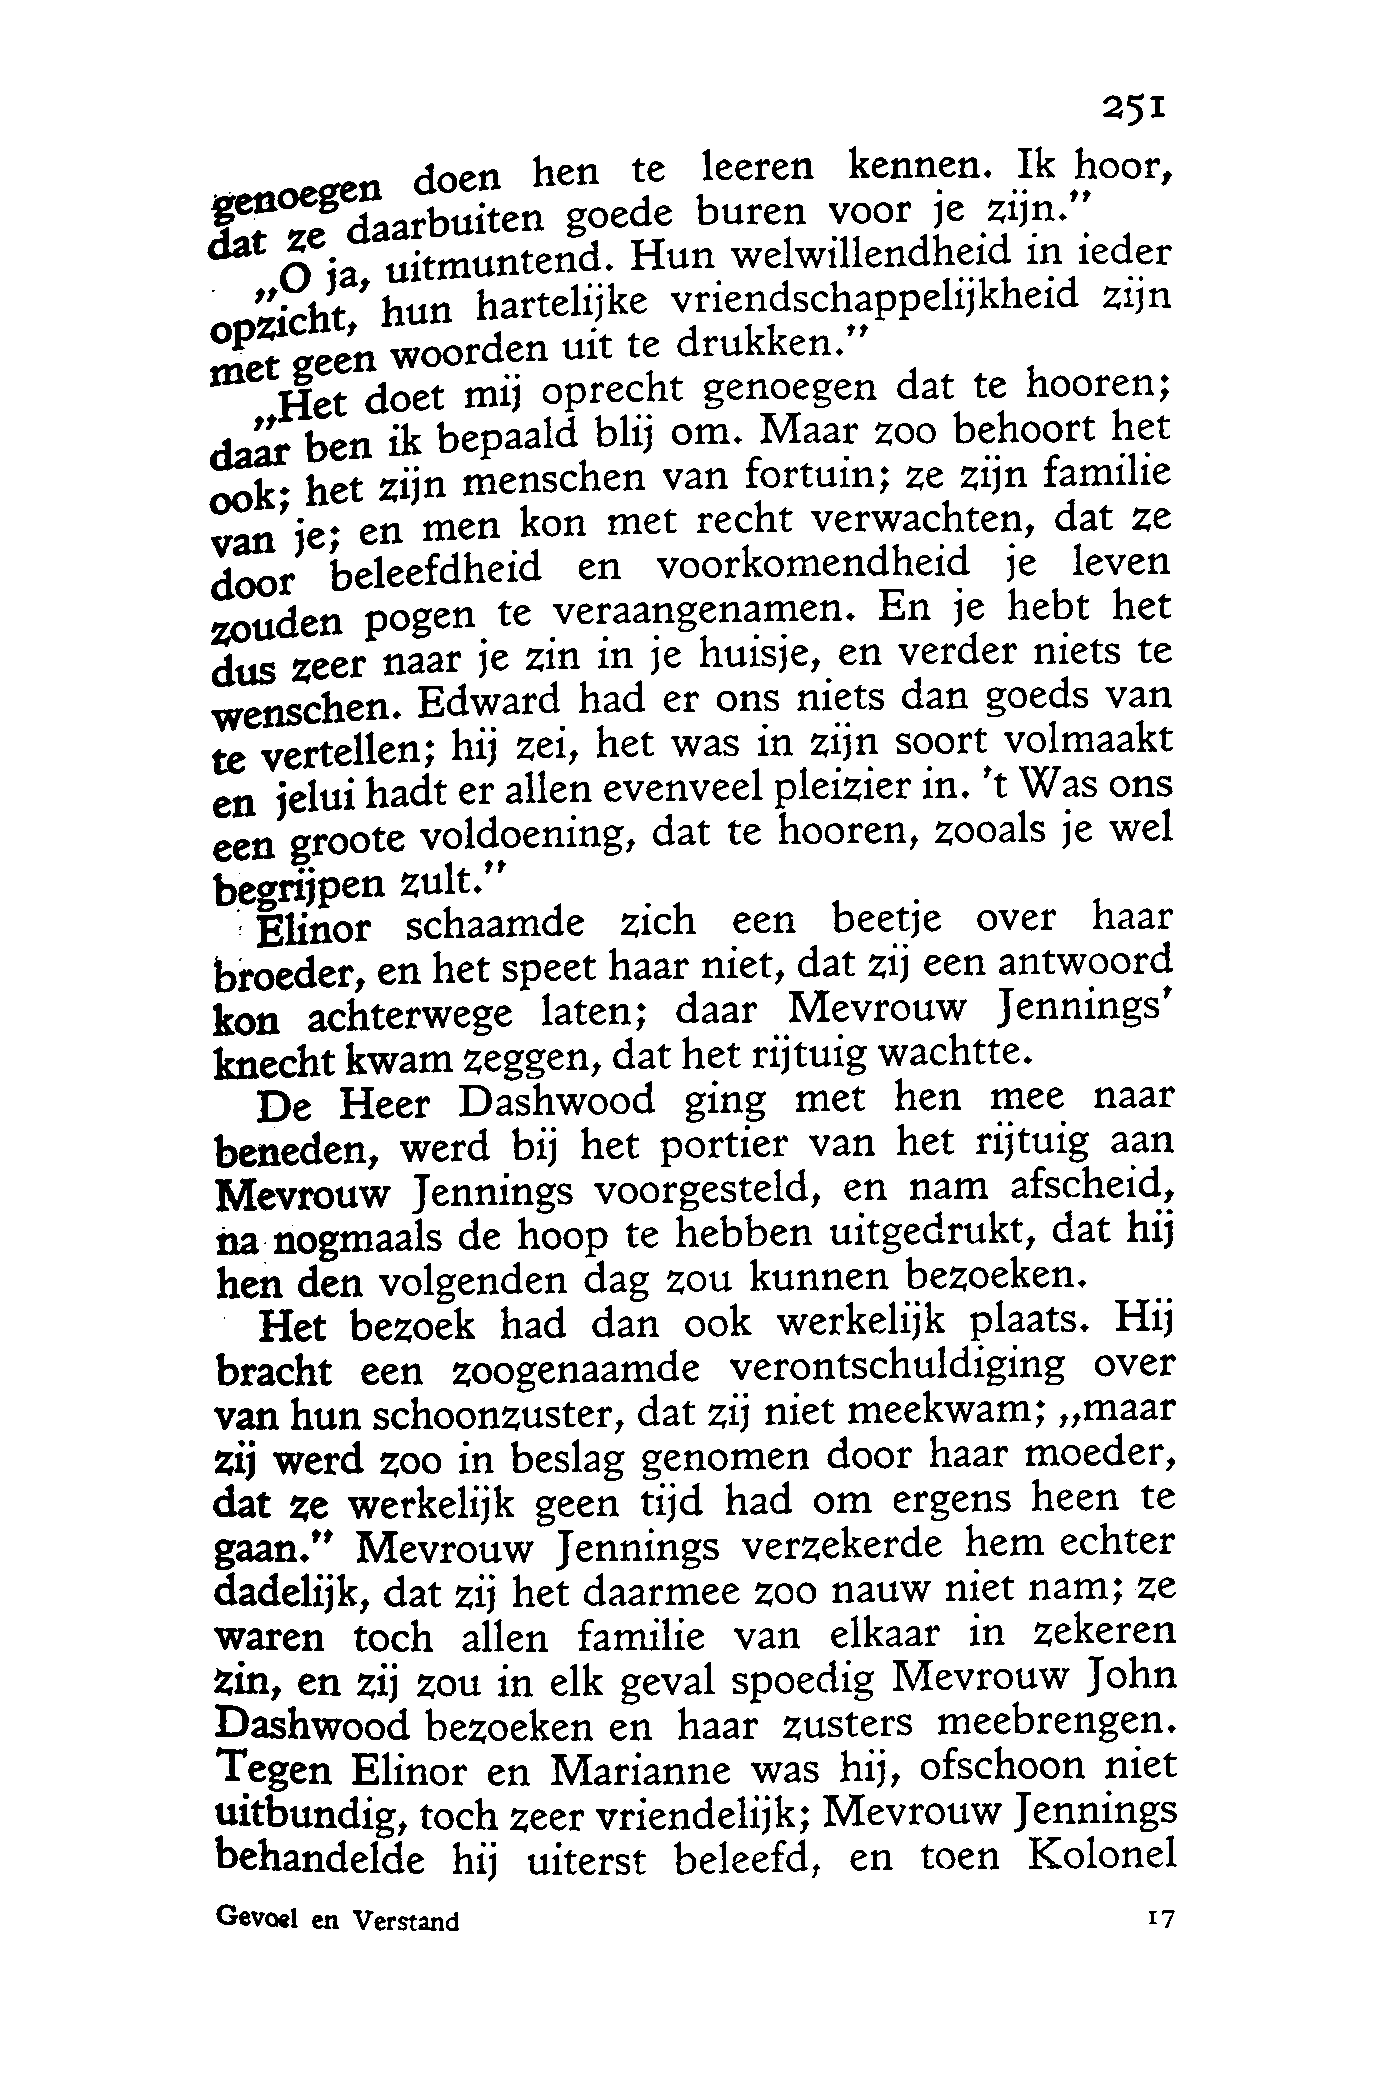 251
genoegen doen hen te leeren kennen. Ik hoor,
dat ze daarbuiten goede buren voor je zijn.”
„O ja, uitmuntend. Hun welwillendheid in ieder
opzicht, hun hartelijke vriendschappelijkheid zijn
met geen woorden uit te drukken.”
„Het doet mij oprecht genoegen dat te hooren;
daar ben ik bepaald blij om. Maar zoo behoort het
ook; het zijn menschen van fortuin; ze zijn familie
van je; en men kon met recht verwachten, dat ze
door beleefdheid en voorkomendheid je leven
zouden pogen te veraangenamen. En je hebt het
dus zeer naar je zin in je huisje, en verder niets te
wenschen. Edward had er ons niets dan goeds van
te vertellen; hij zei, het was in zijn soort volmaakt
en jelui hadt er allen evenveel pleizier in. 't Was ons
een groote voldoening, dat te hooren, zooals je wel
begrijpen zult.”
Elinor schaamde zich een beetje over haar
broeder, en het speet haar niet, dat zij een antwoord
kon achterwege laten; daar Mevrouw Jennings'
knecht kwam zeggen, dat het rijtuig wachtte.
De Heer Dashwood ging met hen mee naar
beneden, werd bij het portier van het rijtuig aan
Mevrouw Jennings voorgesteld, en nam afscheid,
na nogmaals de hoop te hebben uitgedrukt, dat hij
hen den volgenden dag zou kunnen bezoeken.
Het bezoek had dan ook werkelijk plaats. Hij
bracht een zoogenaamde verontschuldiging over
van hun schoonzuster, dat zij niet meekwam; „maar
zij werd zoo in beslag genomen door haar moeder,
dat ze werkelijk geen tijd had om ergens heen te
gaan.” Mevrouw Jennings verzekerde hem echter
dadelijk, dat zij het daarmee zoo nauw niet nam; ze
waren toch allen familie van elkaar in zekeren
zin, en zij zou in elk geval spoedig Mevrouw John
Dashwood bezoeken en haar zusters meebrengen.
Tegen Elinor en Marianne was hij, ofschoon niet
uitbundig, toch zeer vriendelijk; Mevrouw Jennings
behandelde hij uiterst beleefd, en toen Kolonel
Gevoel en Verstand 17